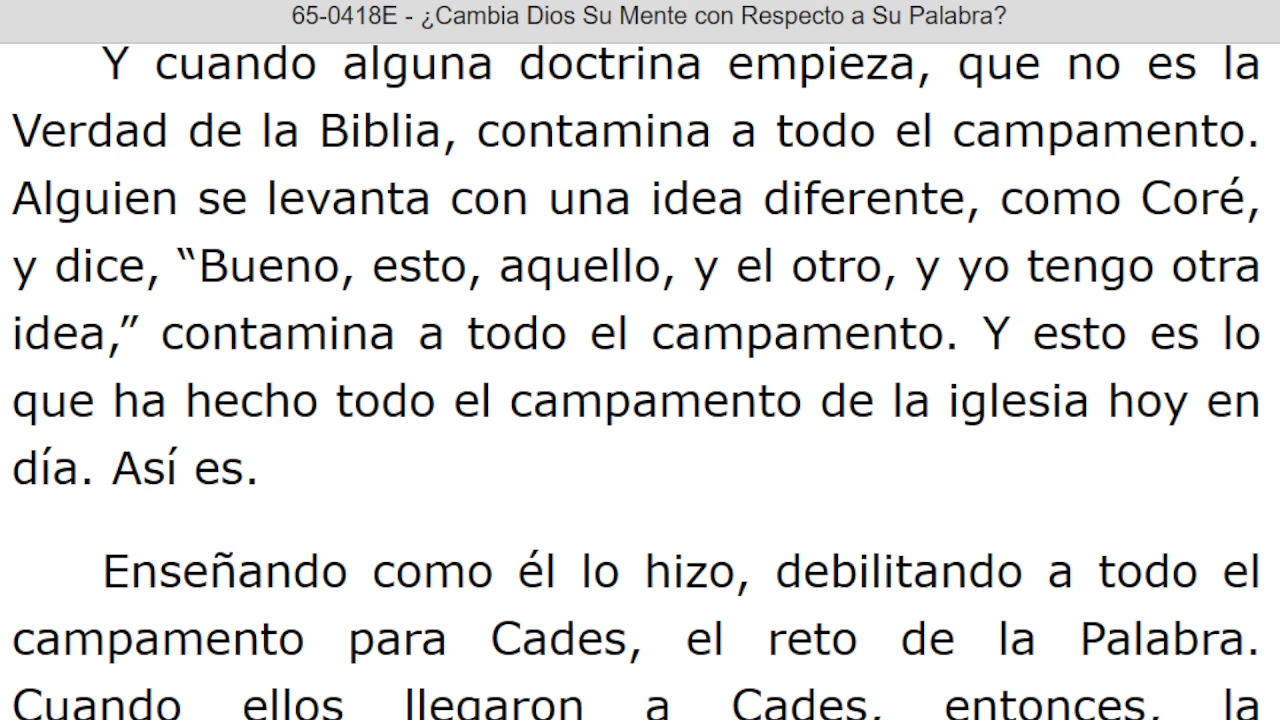 65-0418E - ¿Cambia Dios Su Mente con Respecto a Su Palabra?
Y cuando alguna doctrina empieza, que no es la
Verdad de la Biblia, contamina a todo el campamento.
Alguien se levanta con una idea diferente, como Coré,
y dice, “Bueno, esto, aquello, y el otro, y yo tengo otra
idea,” contamina a todo el campamento. Y esto es lo
que ha hecho todo el campamento de la iglesia hoy en
día. Así es.
Enseñando como él lo hizo, debilitando a todo el
campamento para Cades, el reto de la Palabra.
Cuando ellos llegaron a Cades, entonces, la